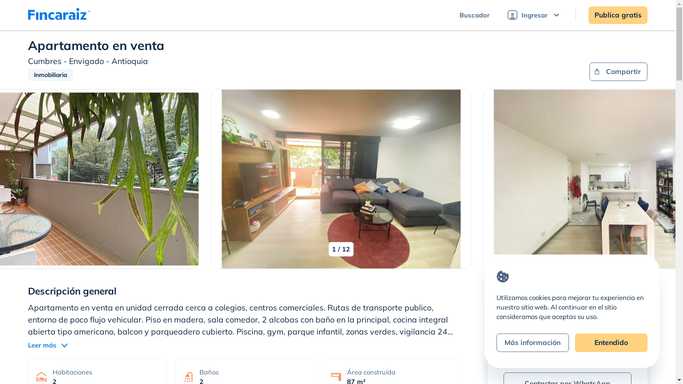 Fincaraiz
Buscador
Ingresar
Publica gratis
Apartamento en venta
Cumbres - Envigado - Antioquia
Inmobiliaria
Compartir
1 / 12
Descripción general
Apartamento en venta en unidad cerrada cerca a colegios, centros comerciales. Rutas de transporte publico,
entorno de poco flujo vehicular. Piso en madera, sala comedor, 2 alcobas con baño en la principal, cocina integral
abierta tipo americano, balcon y parqueadero cubierto. Piscina, gym, parque infantil, zonas verdes, vigilancia 24...
Leer más
Habitaciones
2
Baños
2
Área construida
87 m²
Utilizamos cookies para mejorar tu experiencia en
nuestro sitio web. Al continuar en el sitio
consideramos que aceptas su uso.
Más información
Entendido
Contactar por WhatsApp